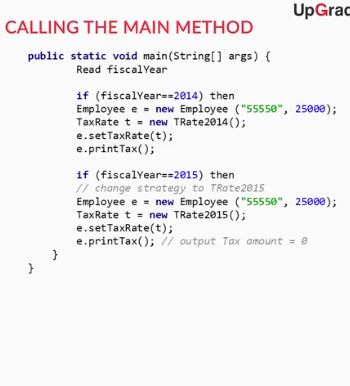 UpGrad
CALLING THE MAIN METHOD
public static void main(String[] args) {
Read fiscalYear
if (fiscalYear==2014) then
Employee e = new Employee ("55550", 25000);
TaxRate t = new TRate2014();
e.setTaxRate(t);
e.printTax();
if (fiscalYear==2015) then
// change strategy to TRate2015
Employee e = new Employee ("55550", 25000);
TaxRate t = new TRate2015();
e.setTaxRate(t);
e.printTax(); // output Tax amount = 0
}
}